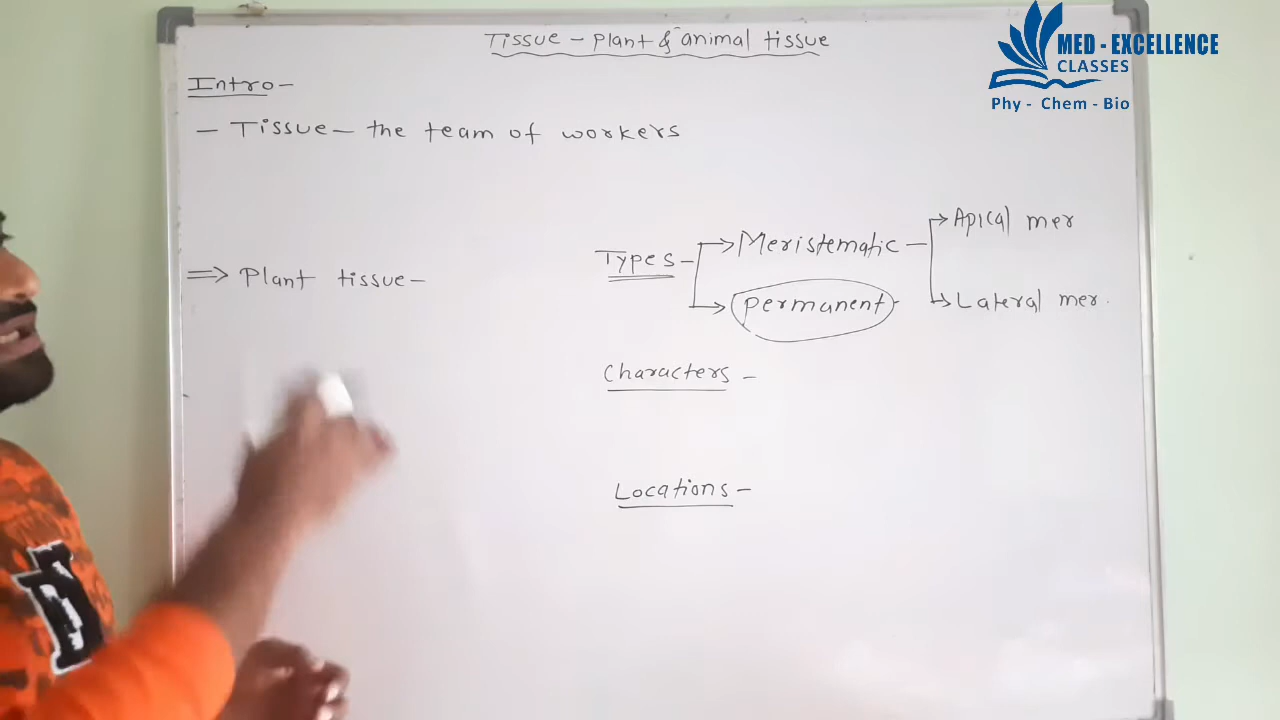 Tissue - Plant & animal tissue
MED - EXCELLENCE
CLASSES
Phy - Chem - Bio
Intro -
- Tissue - the team of workers
⇒ Plant tissue -
Types - → Meristematic - → Apical mer
→ Lateral mer.
→ permanent -
Characters -
Locations -